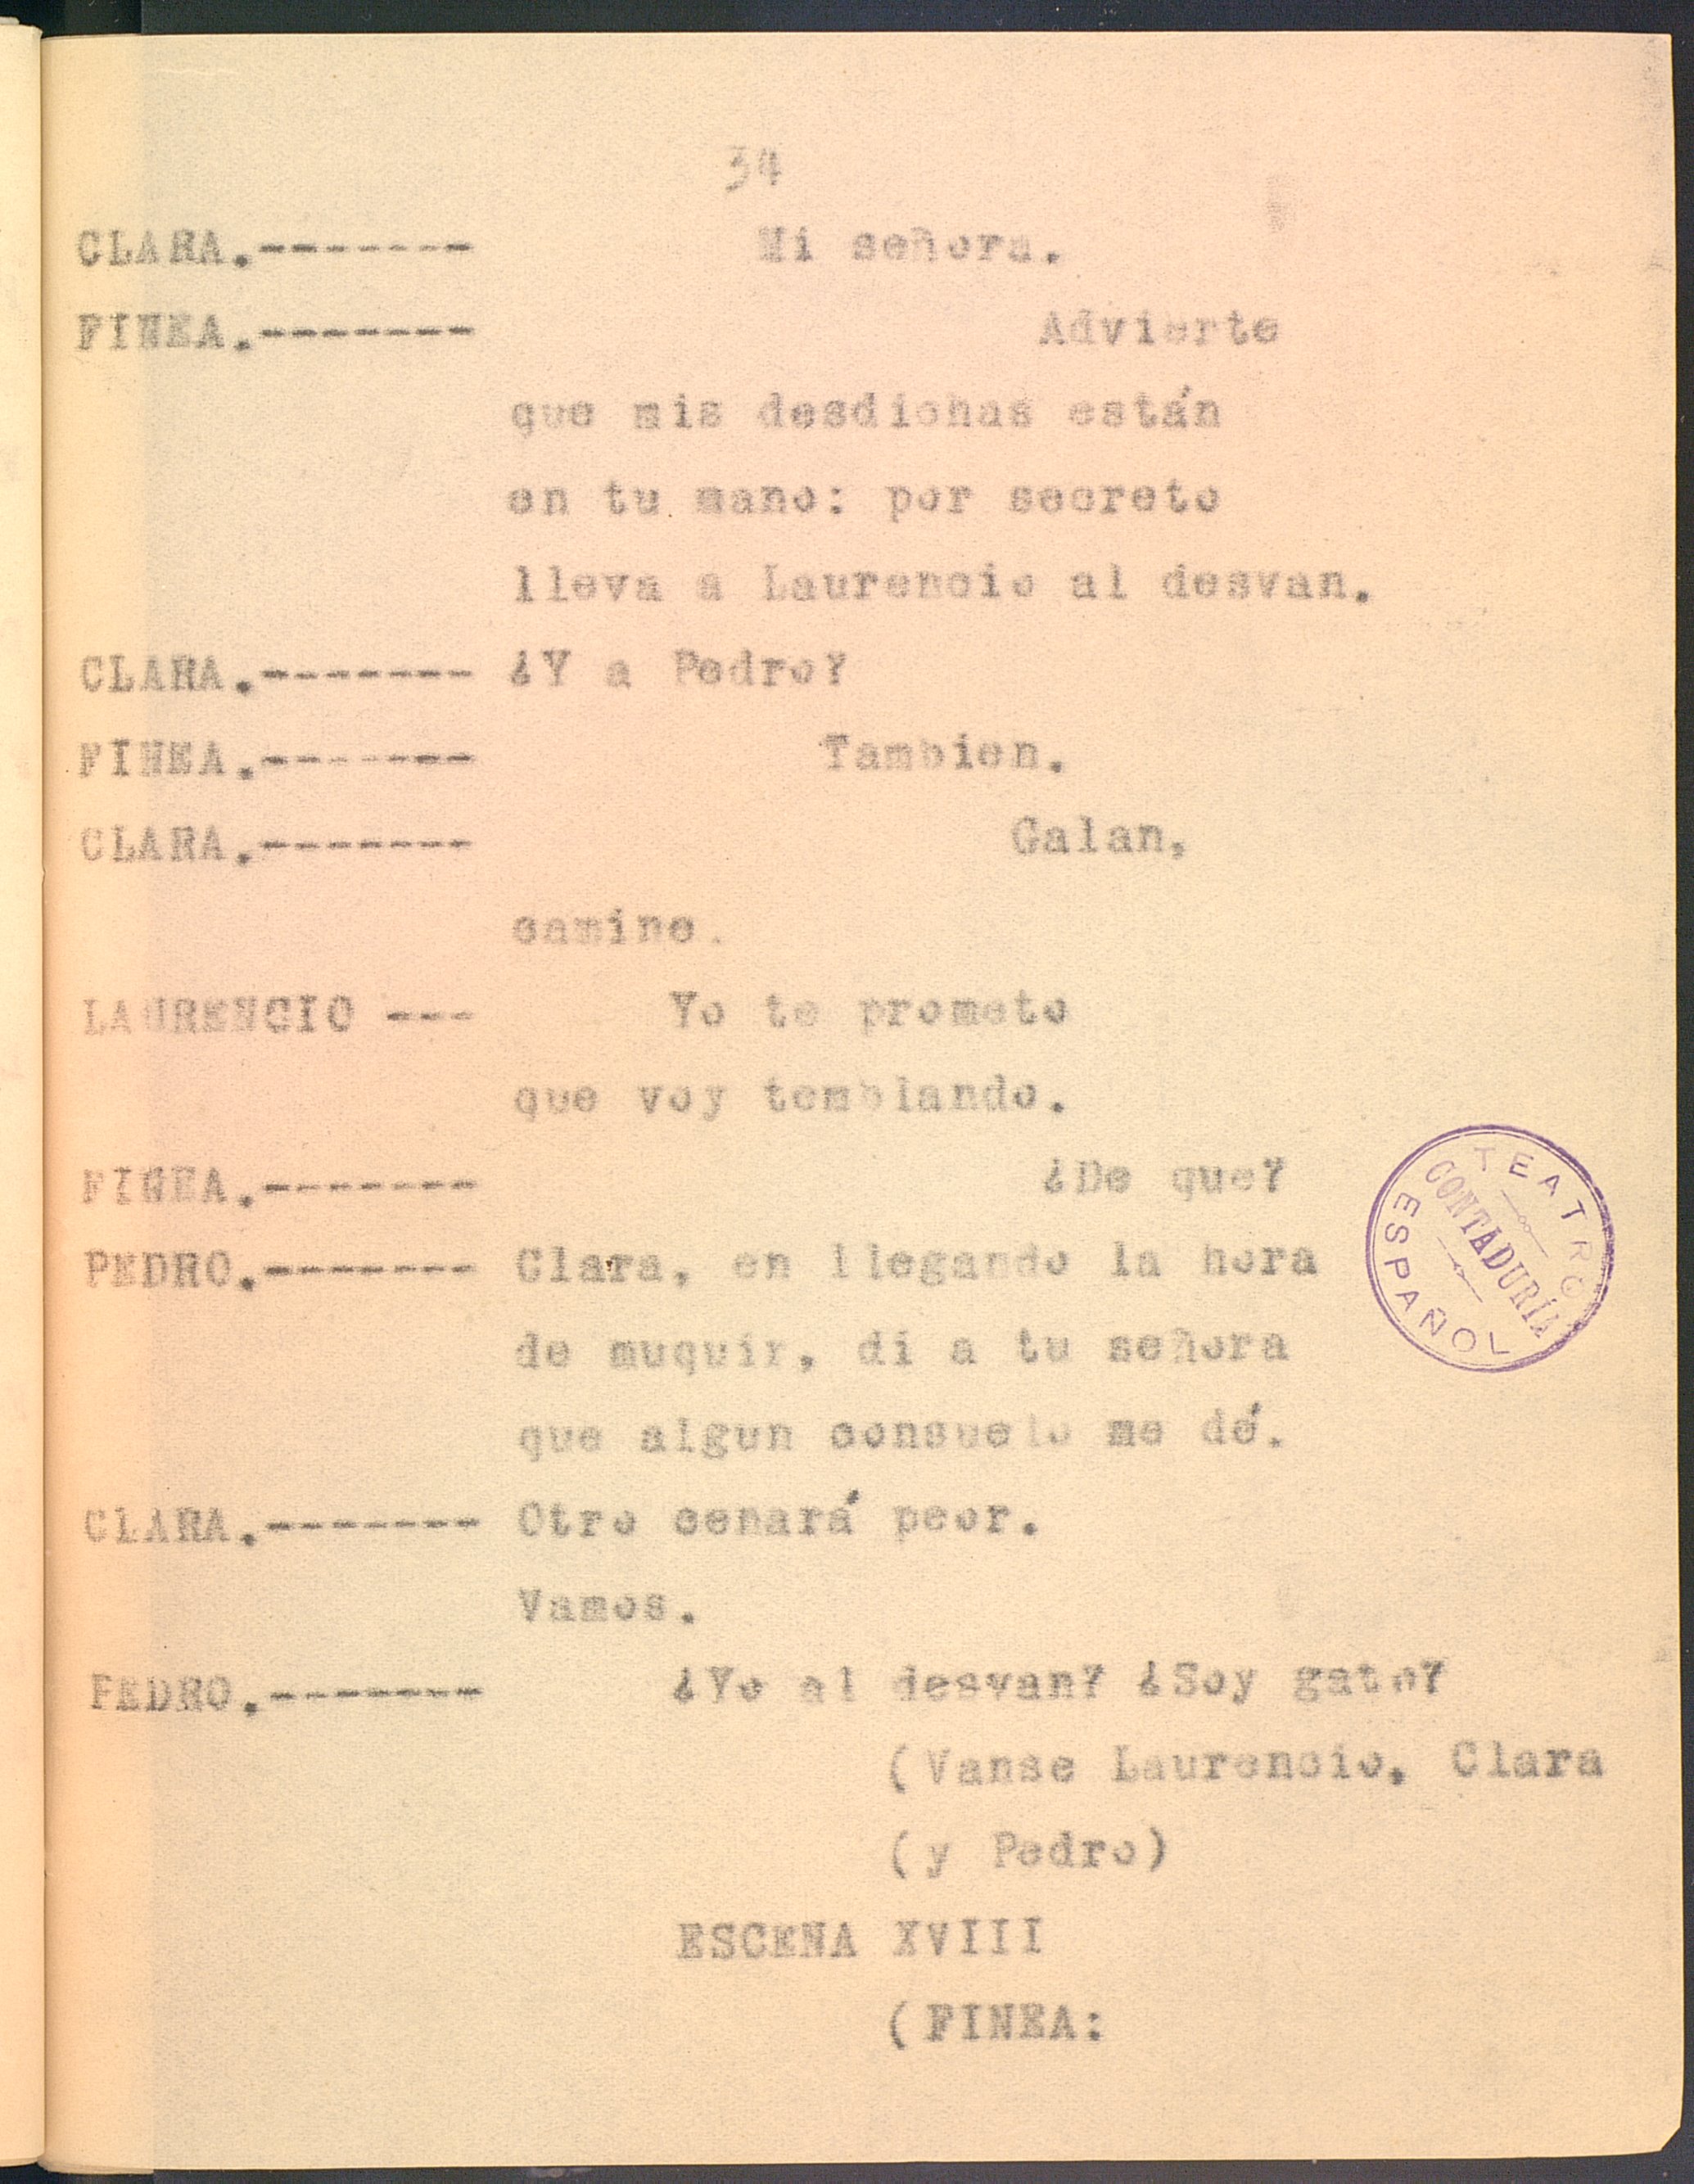 34
CLARA.------- Mi señora.
FINEA.------- Advierte
que mis desdichas están
en tu mano: por secreto
lleva a Laurencio al desvan.
CLARA.------- ¿Y a Pedro?
FINEA.------- Tambien.
CLARA.------- Galan,
camine.
LAURENCIO --- Yo te prometo
que voy temblando.
FIGEA.------- ¿De que?
PEDRO.------- Clara, en llegando la hora
de muquir, di a tu señora
que algun consuelo me dé.
ClARA.------- Otro cenará peor.
Vamos.
PEDRO.------- ¿Yo al desvan? ¿Soy gato?
(Vanse Laurencio, Clara
(y Pedro)
ESCENA XVIII
(FINEA:
TEATRO ESPAÑOL
CONTADURÍA